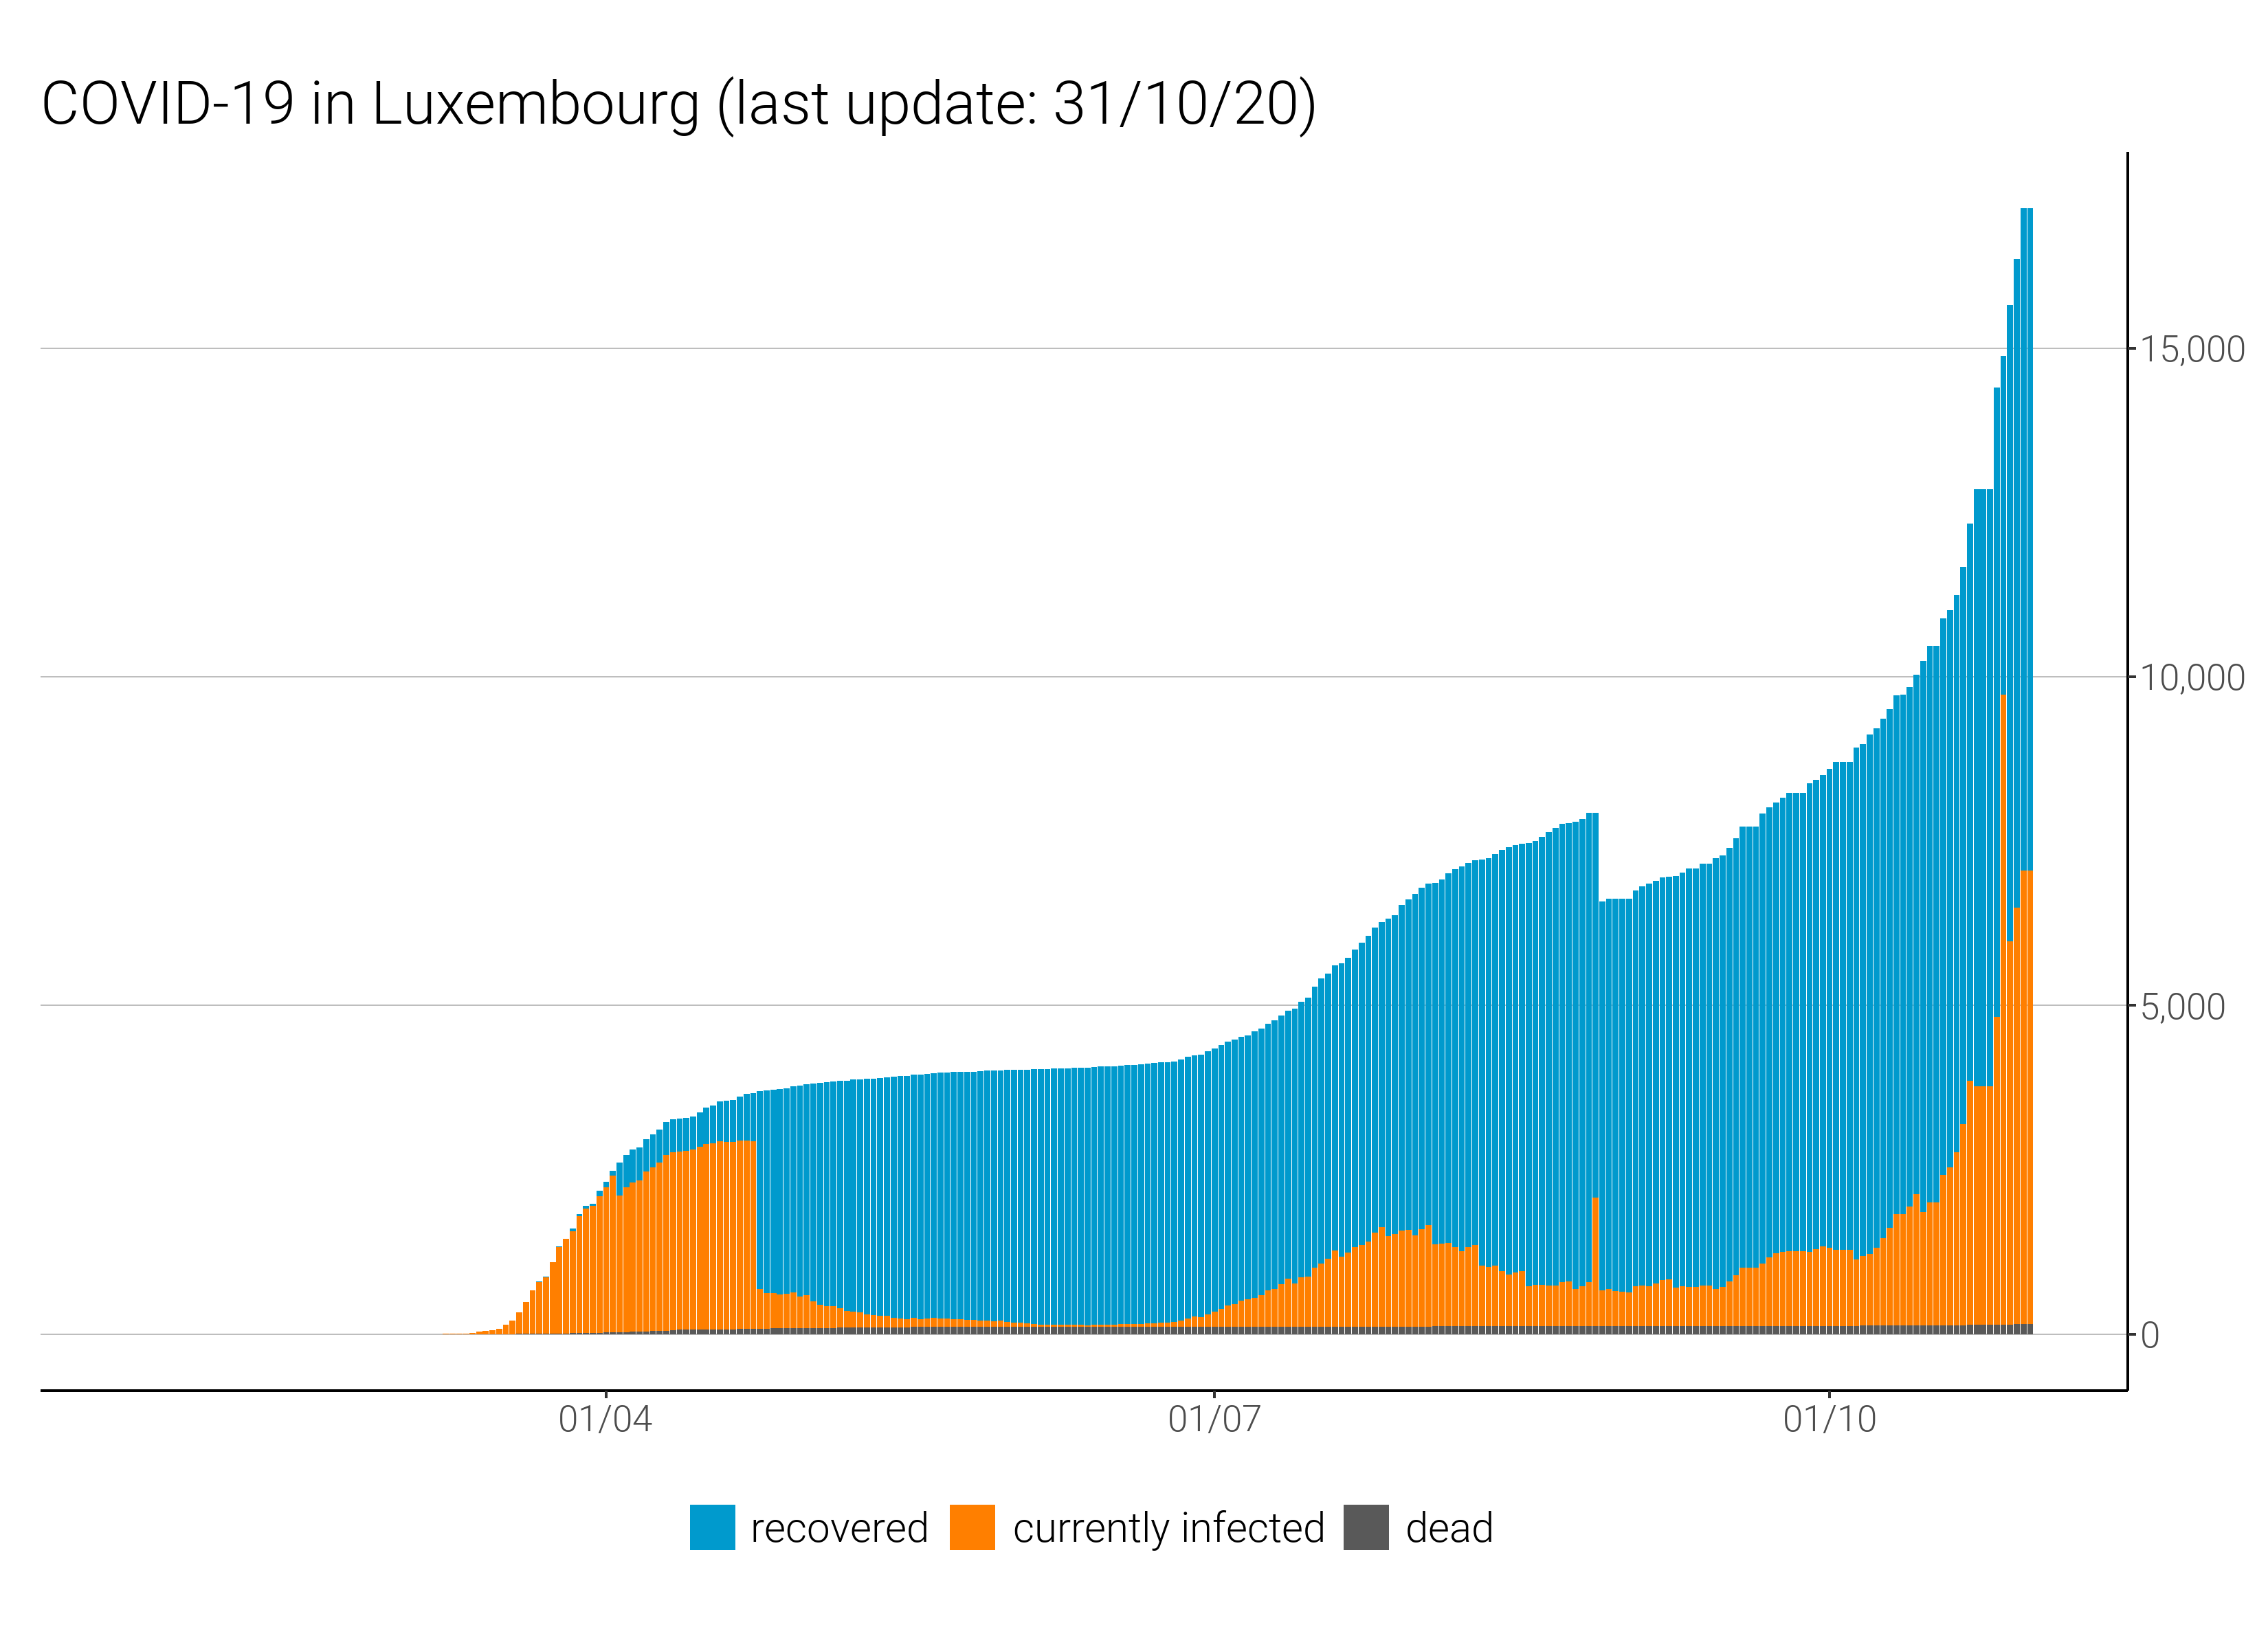 COVID-19 in Luxembourg (last update: 31/10/20)
15,000
10,000
5,000
0
01/04 01/07 01/10
recovered currently infected dead